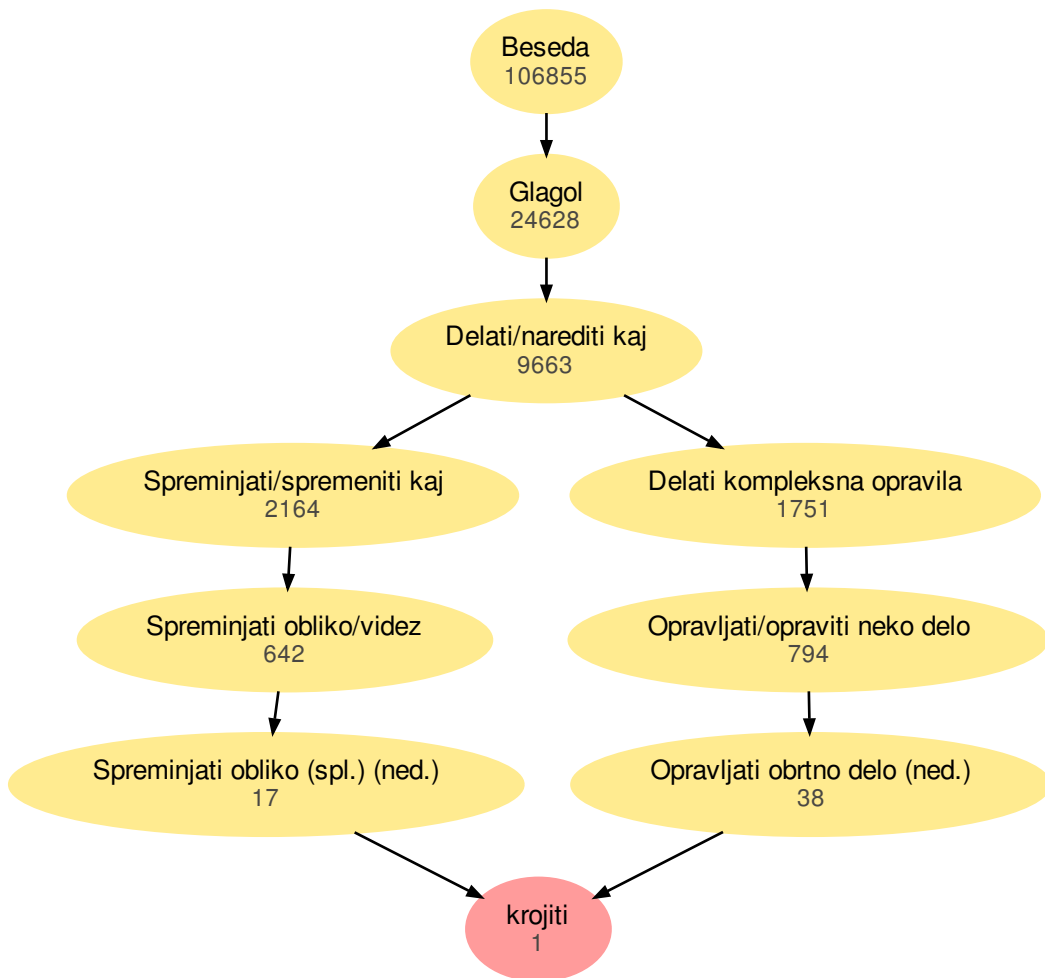 Beseda
106855
Glagol
24628
Delati/narediti kaj
9663
Spreminjati/spremeniti kaj
2164
Delati kompleksna opravila
1751
Spreminjati obliko/videz
642
Opravljati/opraviti neko delo
794
Spreminjati obliko (spl.) (ned.)
17
Opravljati obrtno delo (ned.)
38
krojiti
1